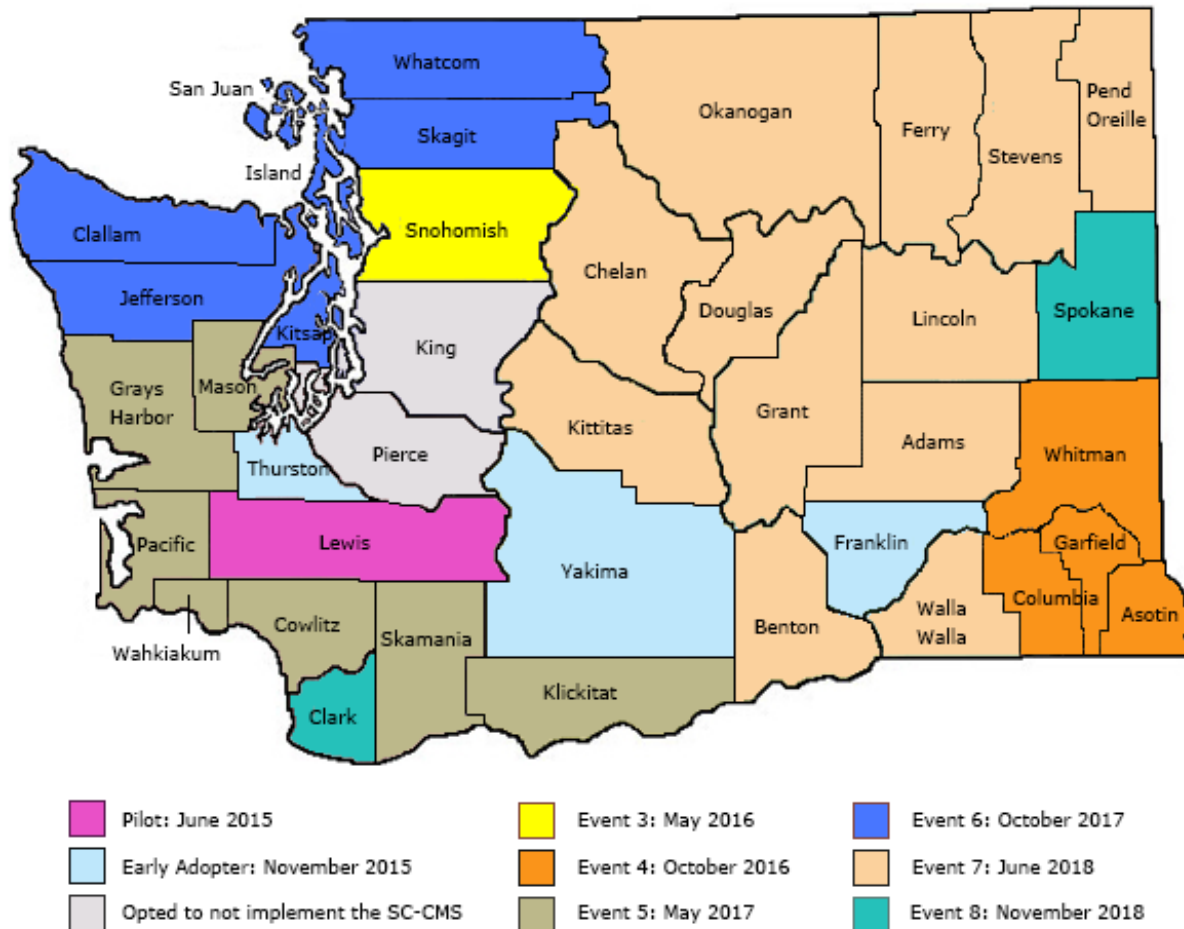 Whatcom
San Juan
Okanogan
Pend
Oreille
Skagit
Ferry
Stevens
Island
Snohomish
Clallam
Chelan
Jefferson
Douglas
Lincoln
Spokane
Kitsap
King
Mason
Grays
Harbor
Grant
Kittitas
Adams
Pierce
Whitman
Thurston
Lewis
Franklin
Garfield
Pacific
Yakima
Columbia
Asotin
Walla
Walla
Cowlitz
Benton
Skamania
Wahkiakum
Klickitat
Clark
Pilot: June 2015
Early Adopter: November 2015
Opted to not implement the SC-CMS
Event 3: May 2016
Event 4: October 2016
Event 5: May 2017
Event 6: October 2017
Event 7: June 2018
Event 8: November 2018